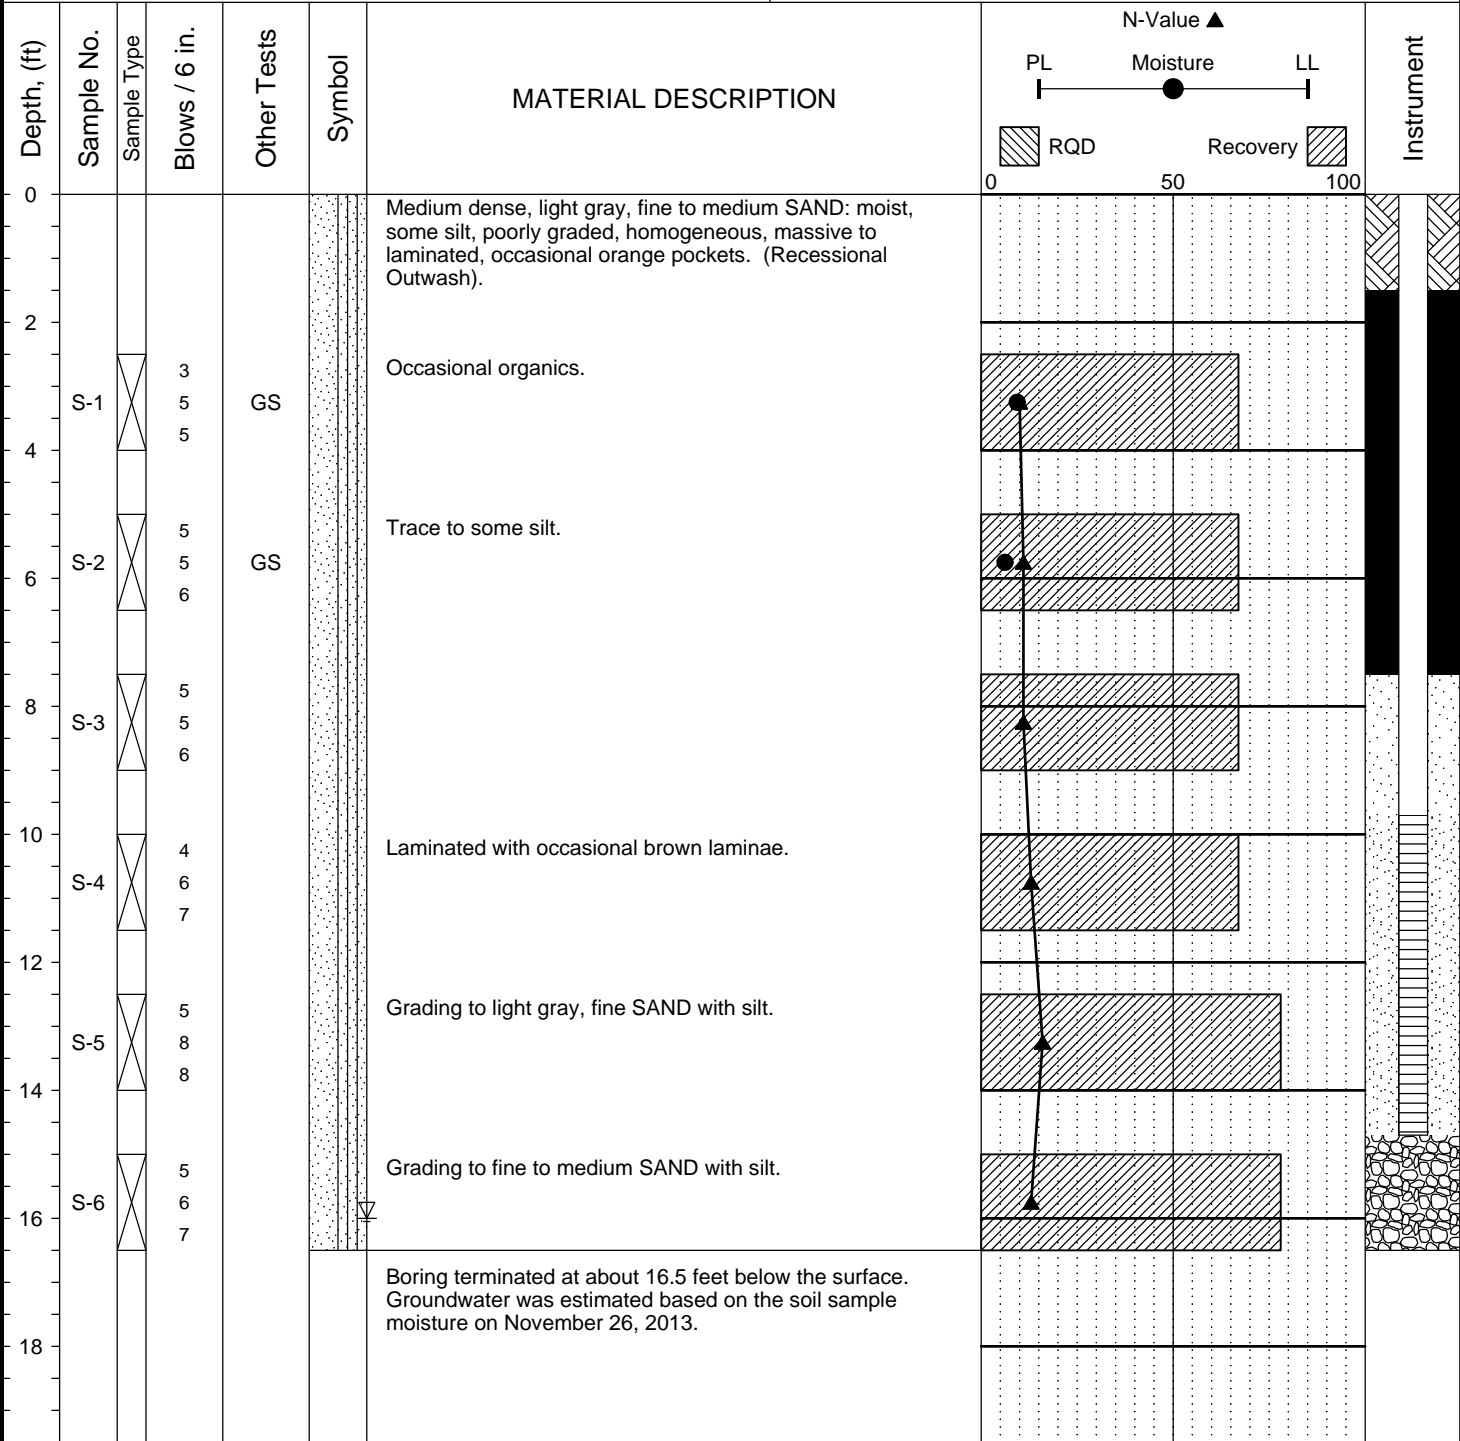 Depth, (ft)
Sample No.
Sample Type
Blows / 6 in.
Other Tests
Symbol
MATERIAL DESCRIPTION
N-Value
PL Moisture LL
RQD Recovery
0 50 100
Instrument
0
Medium dense, light gray, fine to medium SAND: moist,
some silt, poorly graded, homogeneous, massive to
laminated, occasional orange pockets. (Recessional
Outwash).
2
Occasional organics.
3
S-1 5 GS
5
4
Trace to some silt.
5
S-2 5 GS
6
6
5
8
S-3 5
6
10
Laminated with occasional brown laminae.
4
S-4 6
7
12
Grading to light gray, fine SAND with silt.
5
S-5 8
8
14
Grading to fine to medium SAND with silt.
5
S-6 6
16
7
Boring terminated at about 16.5 feet below the surface.
Groundwater was estimated based on the soil sample
moisture on November 26, 2013.
18